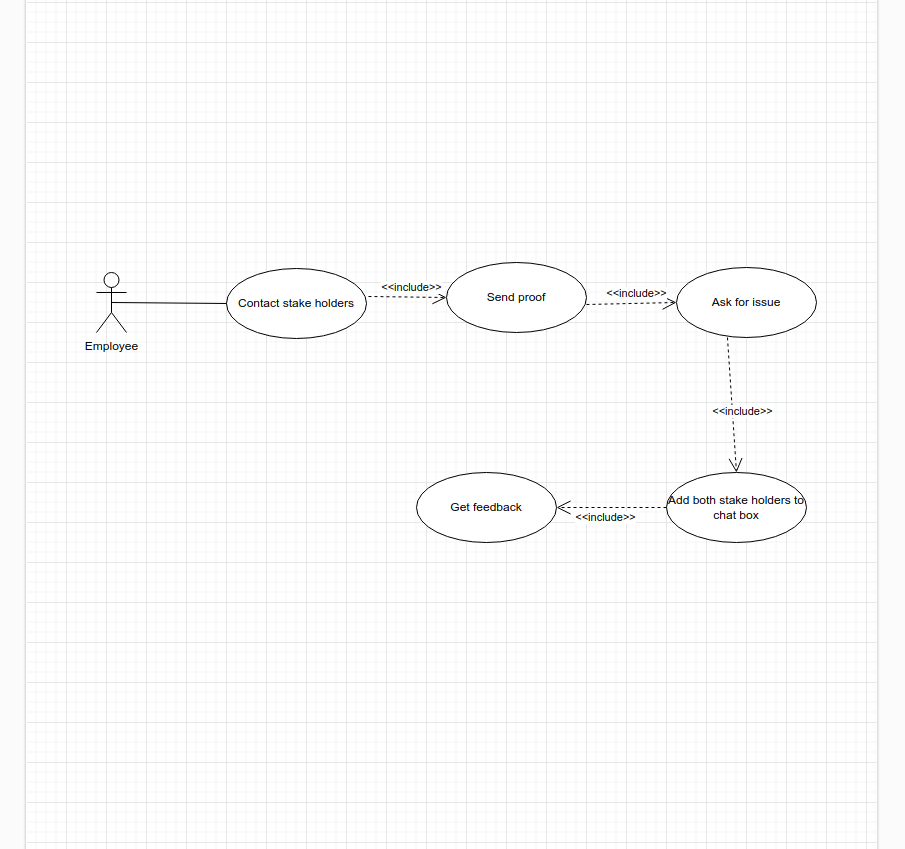 <<include>>
<<include>>
Contact stake holders
Send proof
Ask for issue
Employee
<<include>>
Add both stake holders to
chat box
Get feedback
<<include>>